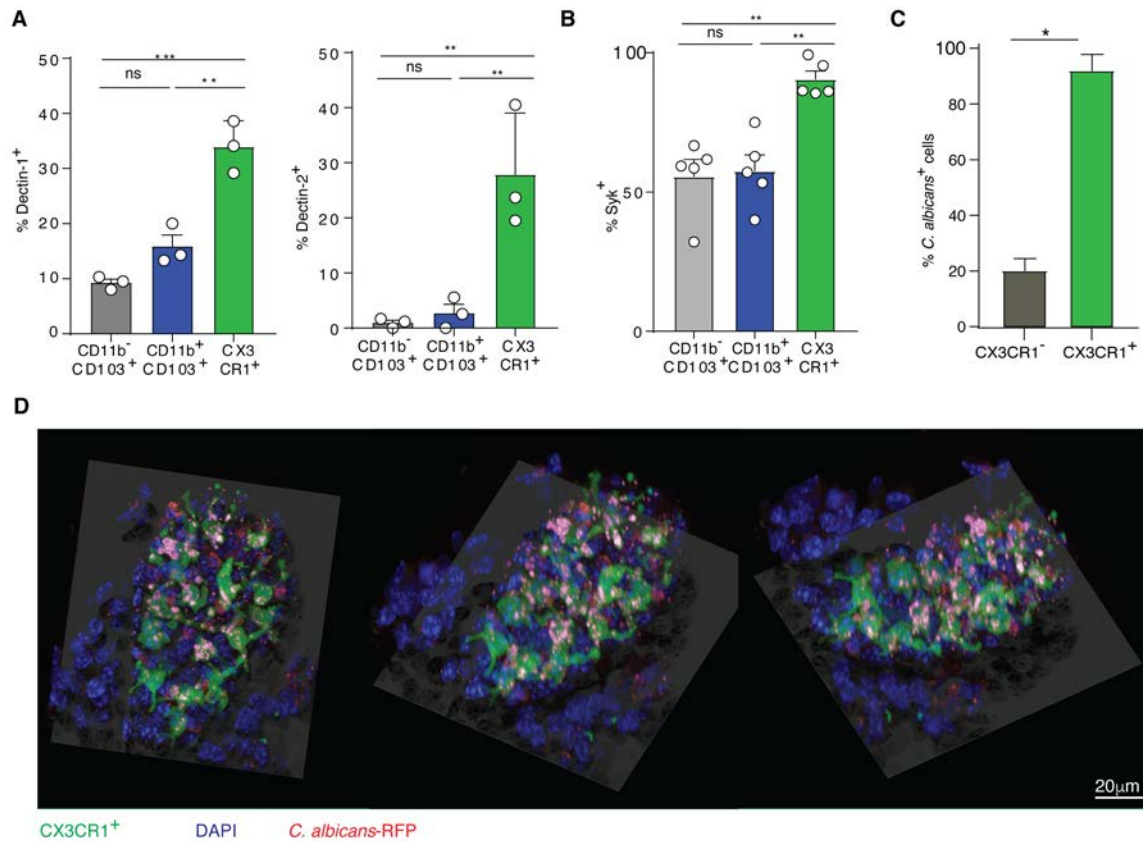 A
B
C
***
ns
**
50
40
30
20
10
0
% Dectin-1⁺
CD11b⁻
CD103⁺
CD11b⁺
CD103⁺
CX3
CR1⁺
**
ns
**
50
40
30
20
10
0
% Dectin-2⁺
CD11b⁻
CD103⁺
CD11b⁺
CD103⁺
CX3
CR1⁺
**
ns
**
100
50
0
% Syk⁺
CD11b⁻
CD103⁺
CD11b⁺
CD103⁺
CX3
CR1⁺
*
100
80
60
40
20
0
% C. albicans⁺ cells
CX3CR1⁻
CX3CR1⁺
D
20μm
CX3CR1⁺ DAPI C. albicans-RFP